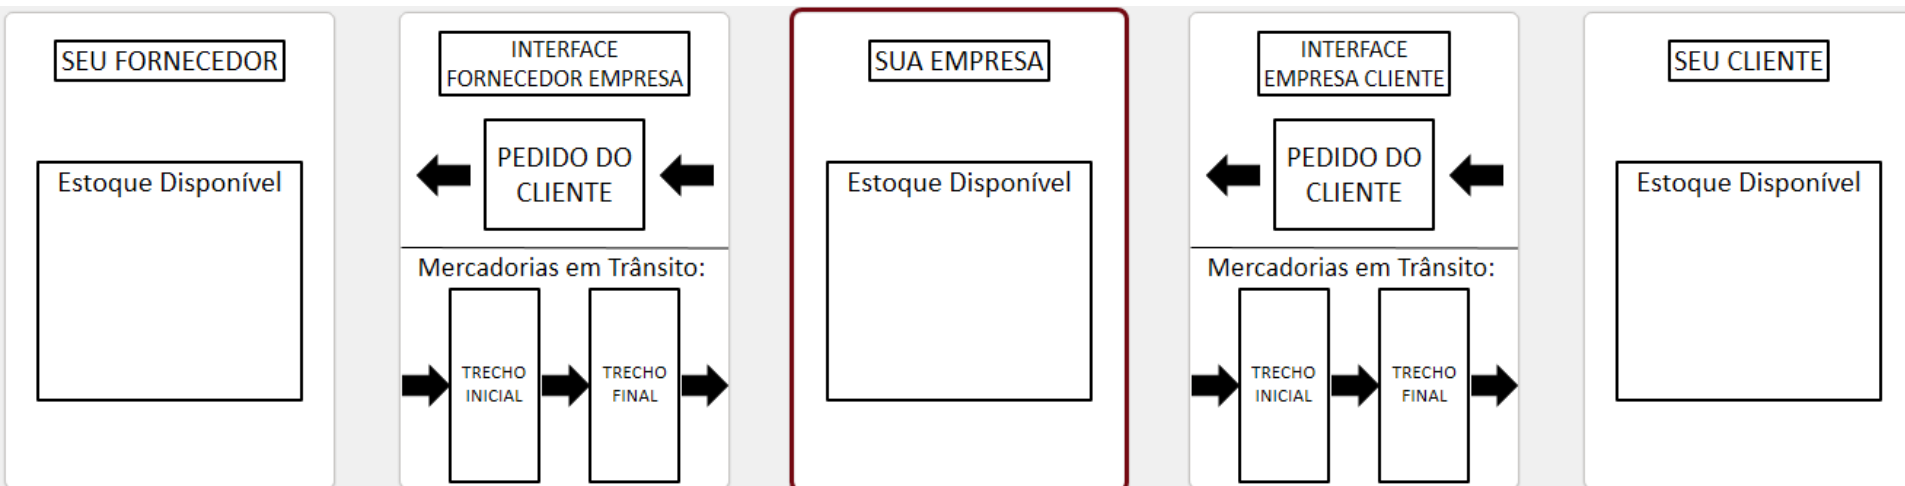 SEU FORNECEDOR
Estoque Disponível
INTERFACE
FORNECEDOR EMPRESA
PEDIDO DO
CLIENTE
Mercadorias em Trânsito:
TRECHO
INICIAL
TRECHO
FINAL
SUA EMPRESA
Estoque Disponível
INTERFACE
EMPRESA CLIENTE
PEDIDO DO
CLIENTE
Mercadorias em Trânsito:
TRECHO
INICIAL
TRECHO
FINAL
SEU CLIENTE
Estoque Disponível